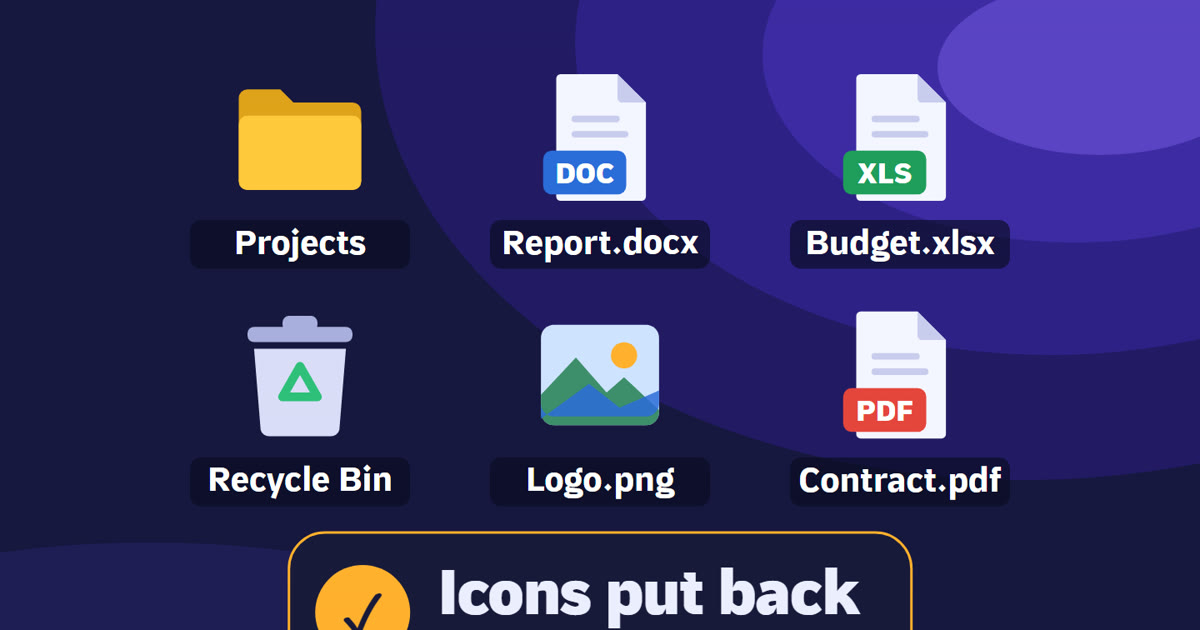 DOC
XLS
Projects
Report.docx
Budget.xlsx
PDF
Recycle Bin
Logo.png
Contract.pdf
Icons put back